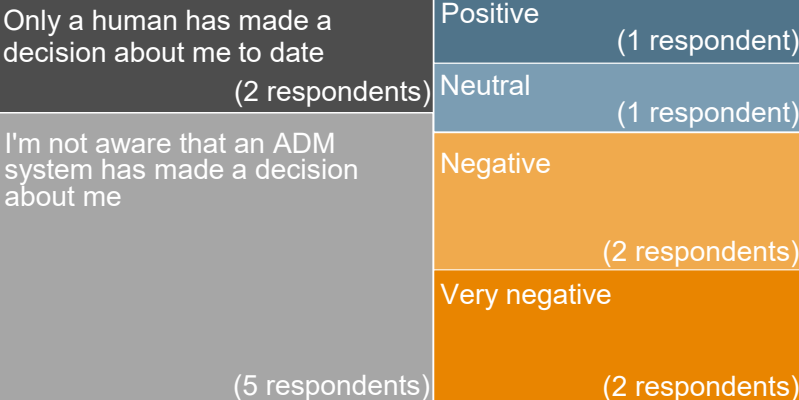 Only a human has made a
decision about me to date
(2 respondents)
I'm not aware that an ADM
system has made a decision
about me
(5 respondents)
Positive
(1 respondent)
Neutral
(1 respondent)
Negative
(2 respondents)
Very negative
(2 respondents)